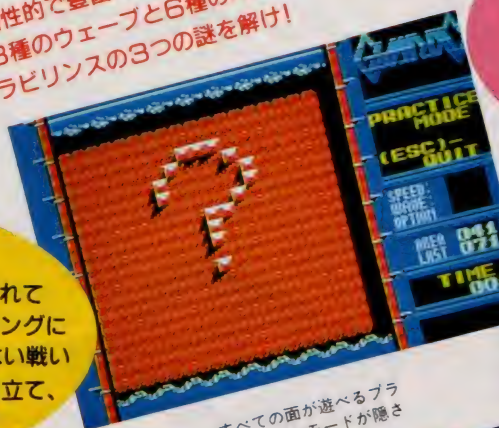 性的で
3種のウェーブと6種の
ラビリンスの3つの謎を解け!
PRACTICE
MODE
(ESC)-
QUIT
SPEED:
WAVE:
OPTION:
AREA 041
LAST 071
TIME
00
れて
ングに
い戦い
立て、
すべての面が遊べるプラ
ードが隠さ